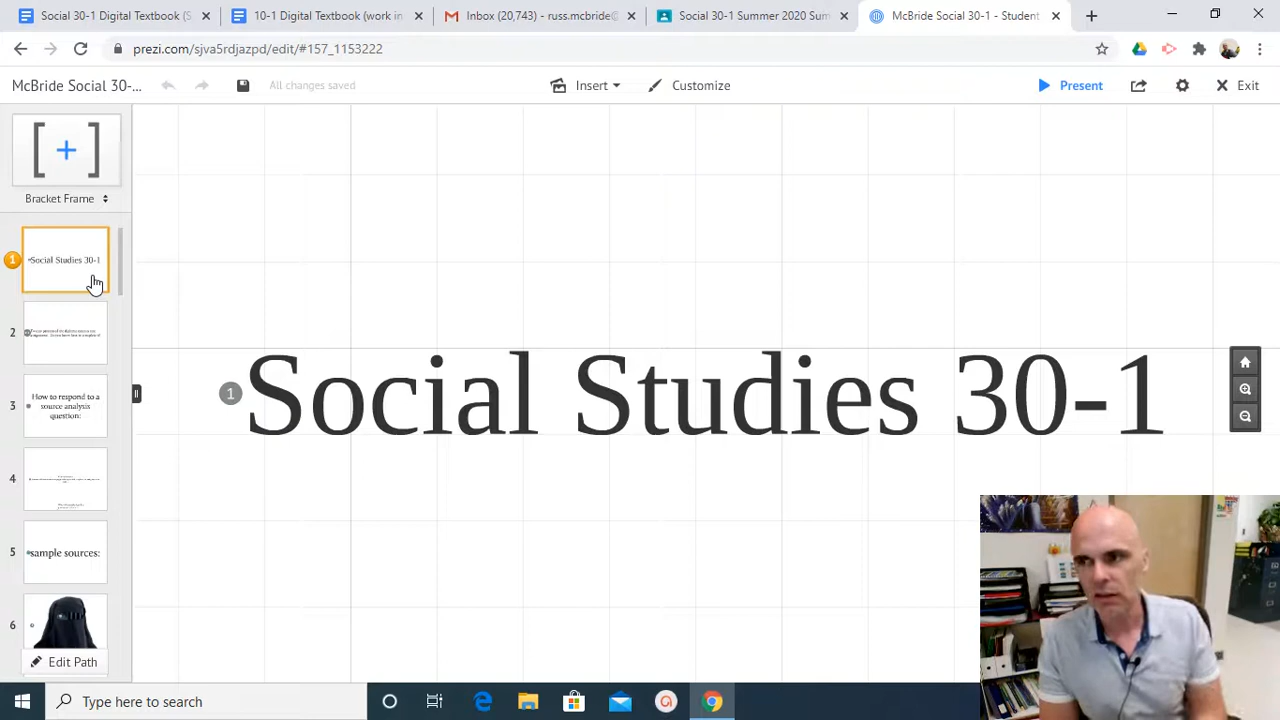 Social 30-1 Digital Textbook (S
10-1 Digital Textbook (work i
Inbox (20,743) - russ.mcbride@
Social 30-1 Summer 2020 Sum
McBride Social 30-1 - Student
prezi.com/sjva5rdjazpd/edit/#157_1153222
McBride Social 30-...
All changes saved
Insert
Customize
Present
Exit
Bracket Frame
1
Social Studies 30-1
2
3
How to respond to a
source analysis
question:
4
5
sample sources:
6
Edit Path
1
Social Studies 30-1
Type here to search